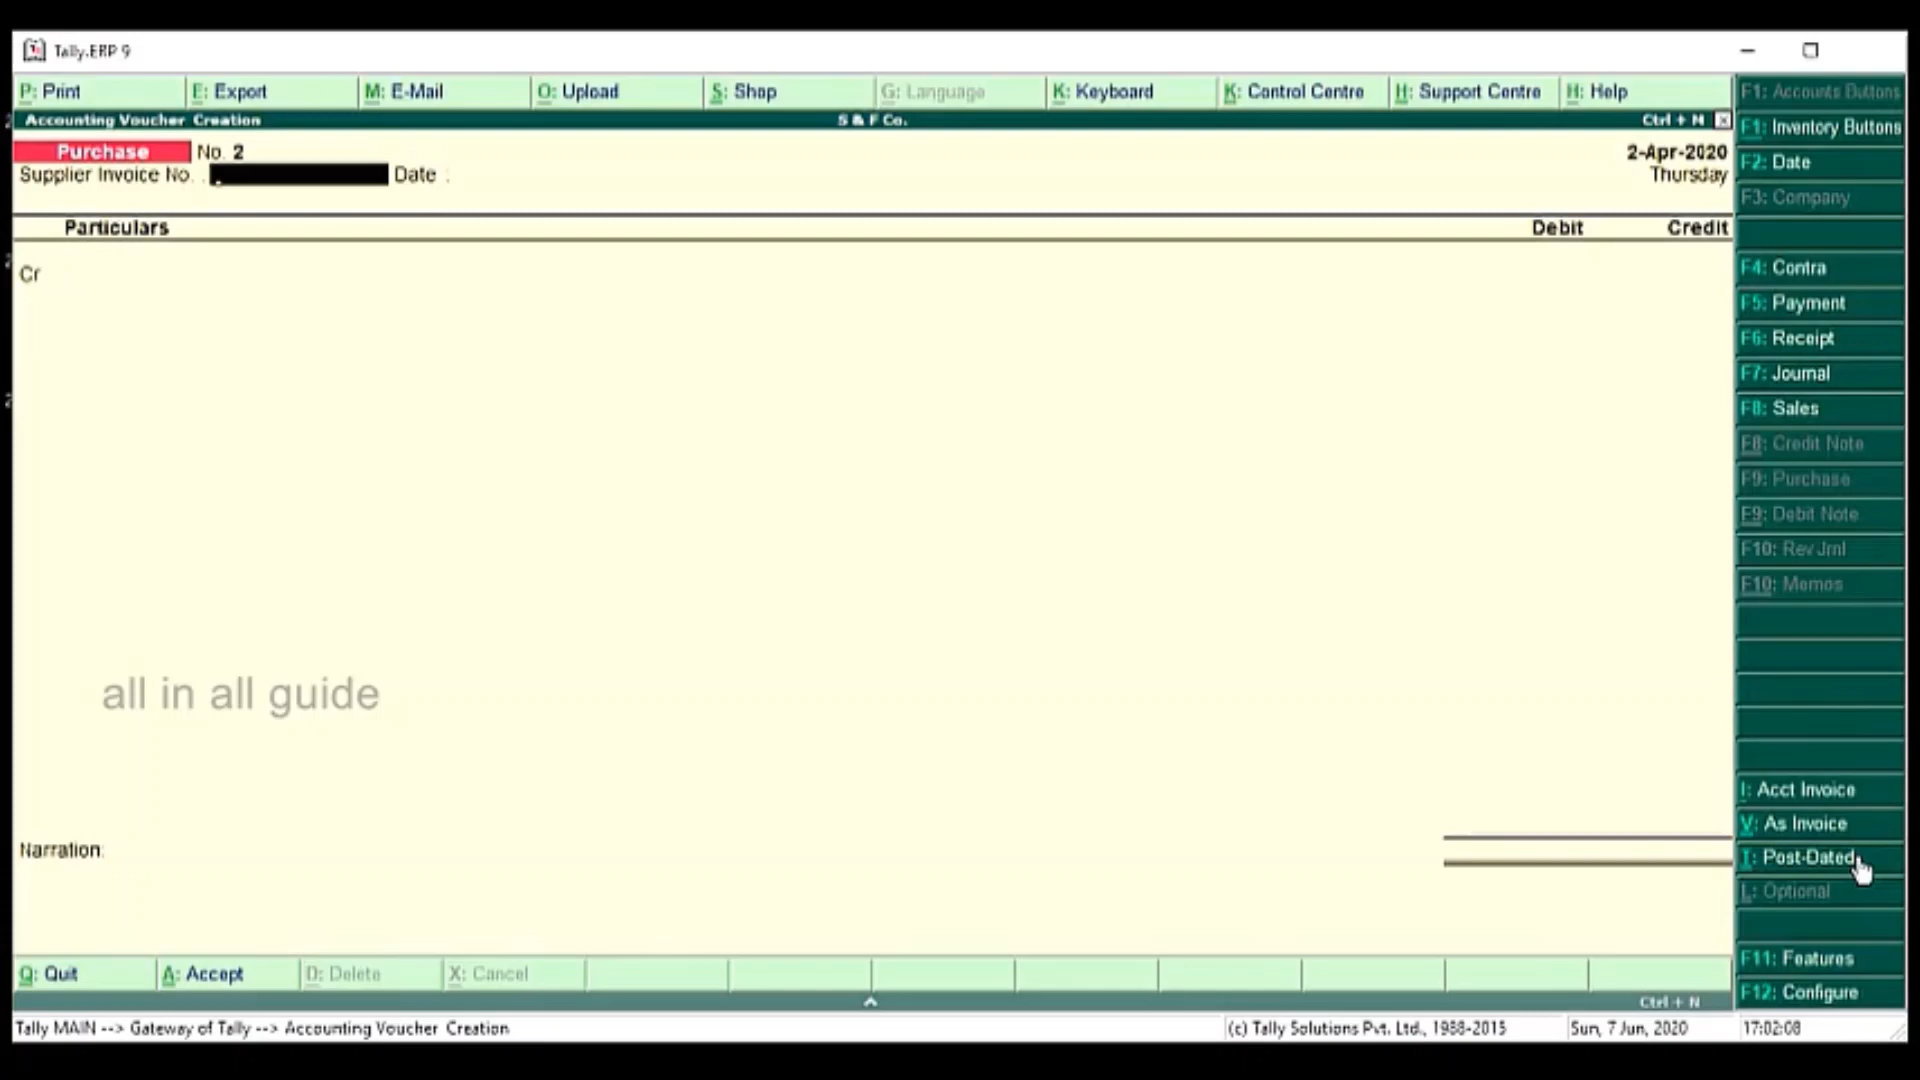 Tally.ERP 9
P: Print E: Export M: E-Mail O: Upload S: Shop G: Language K: Keyboard K: Control Centre H: Support Centre H: Help
Accounting Voucher Creation S & F Co. Ctrl + M
Purchase No. 2 2-Apr-2020
Supplier Invoice No. : Date : Thursday
Particulars Debit Credit
Cr
all in all guide
Narration:
F1: Accounts Buttons
F1: Inventory Buttons
F2: Date
F3: Company
F4: Contra
F5: Payment
F6: Receipt
F7: Journal
F8: Sales
F8: Credit Note
F9: Purchase
F9: Debit Note
F10: Rev Jrnl
F10: Memos
I: Acct Invoice
V: As Invoice
T: Post-Dated
L: Optional
F11: Features
F12: Configure
Q: Quit A: Accept D: Delete X: Cancel
Ctrl + N
Tally MAIN --> Gateway of Tally --> Accounting Voucher Creation (c) Tally Solutions Pvt. Ltd., 1988-2015 Sun, 7 Jun, 2020 17:02:08